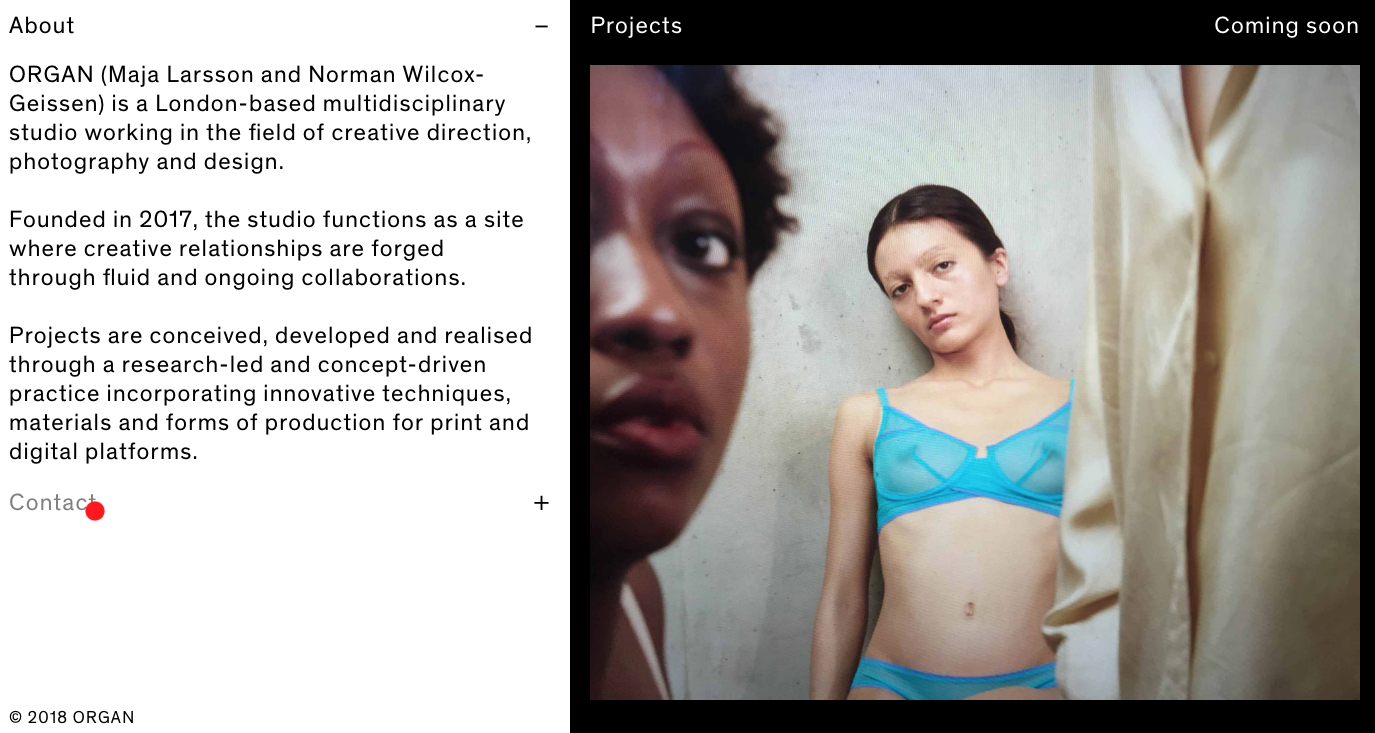 About –
ORGAN (Maja Larsson and Norman Wilcox-
Geissen) is a London-based multidisciplinary
studio working in the field of creative direction,
photography and design.
Founded in 2017, the studio functions as a site
where creative relationships are forged
through fluid and ongoing collaborations.
Projects are conceived, developed and realised
through a research-led and concept-driven
practice incorporating innovative techniques,
materials and forms of production for print and
digital platforms.
Contact +
© 2018 ORGAN
Projects
Coming soon